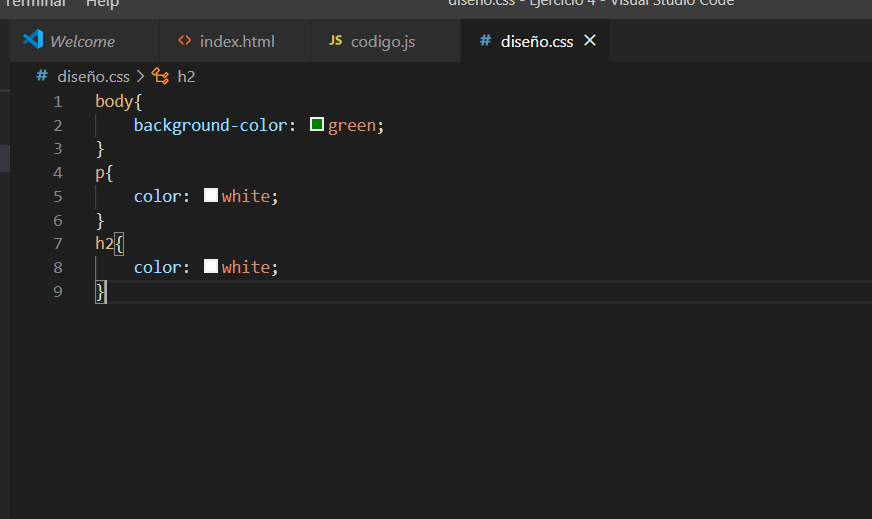 Terminal Help diseño.css - Ejercicio 4 - Visual Studio Code
Welcome <> index.html JS codigo.js # diseño.css ×
# diseño.css > h2
1 body{
2 background-color: green;
3 }
4 p{
5 color: white;
6 }
7 h2{
8 color: white;
9 }